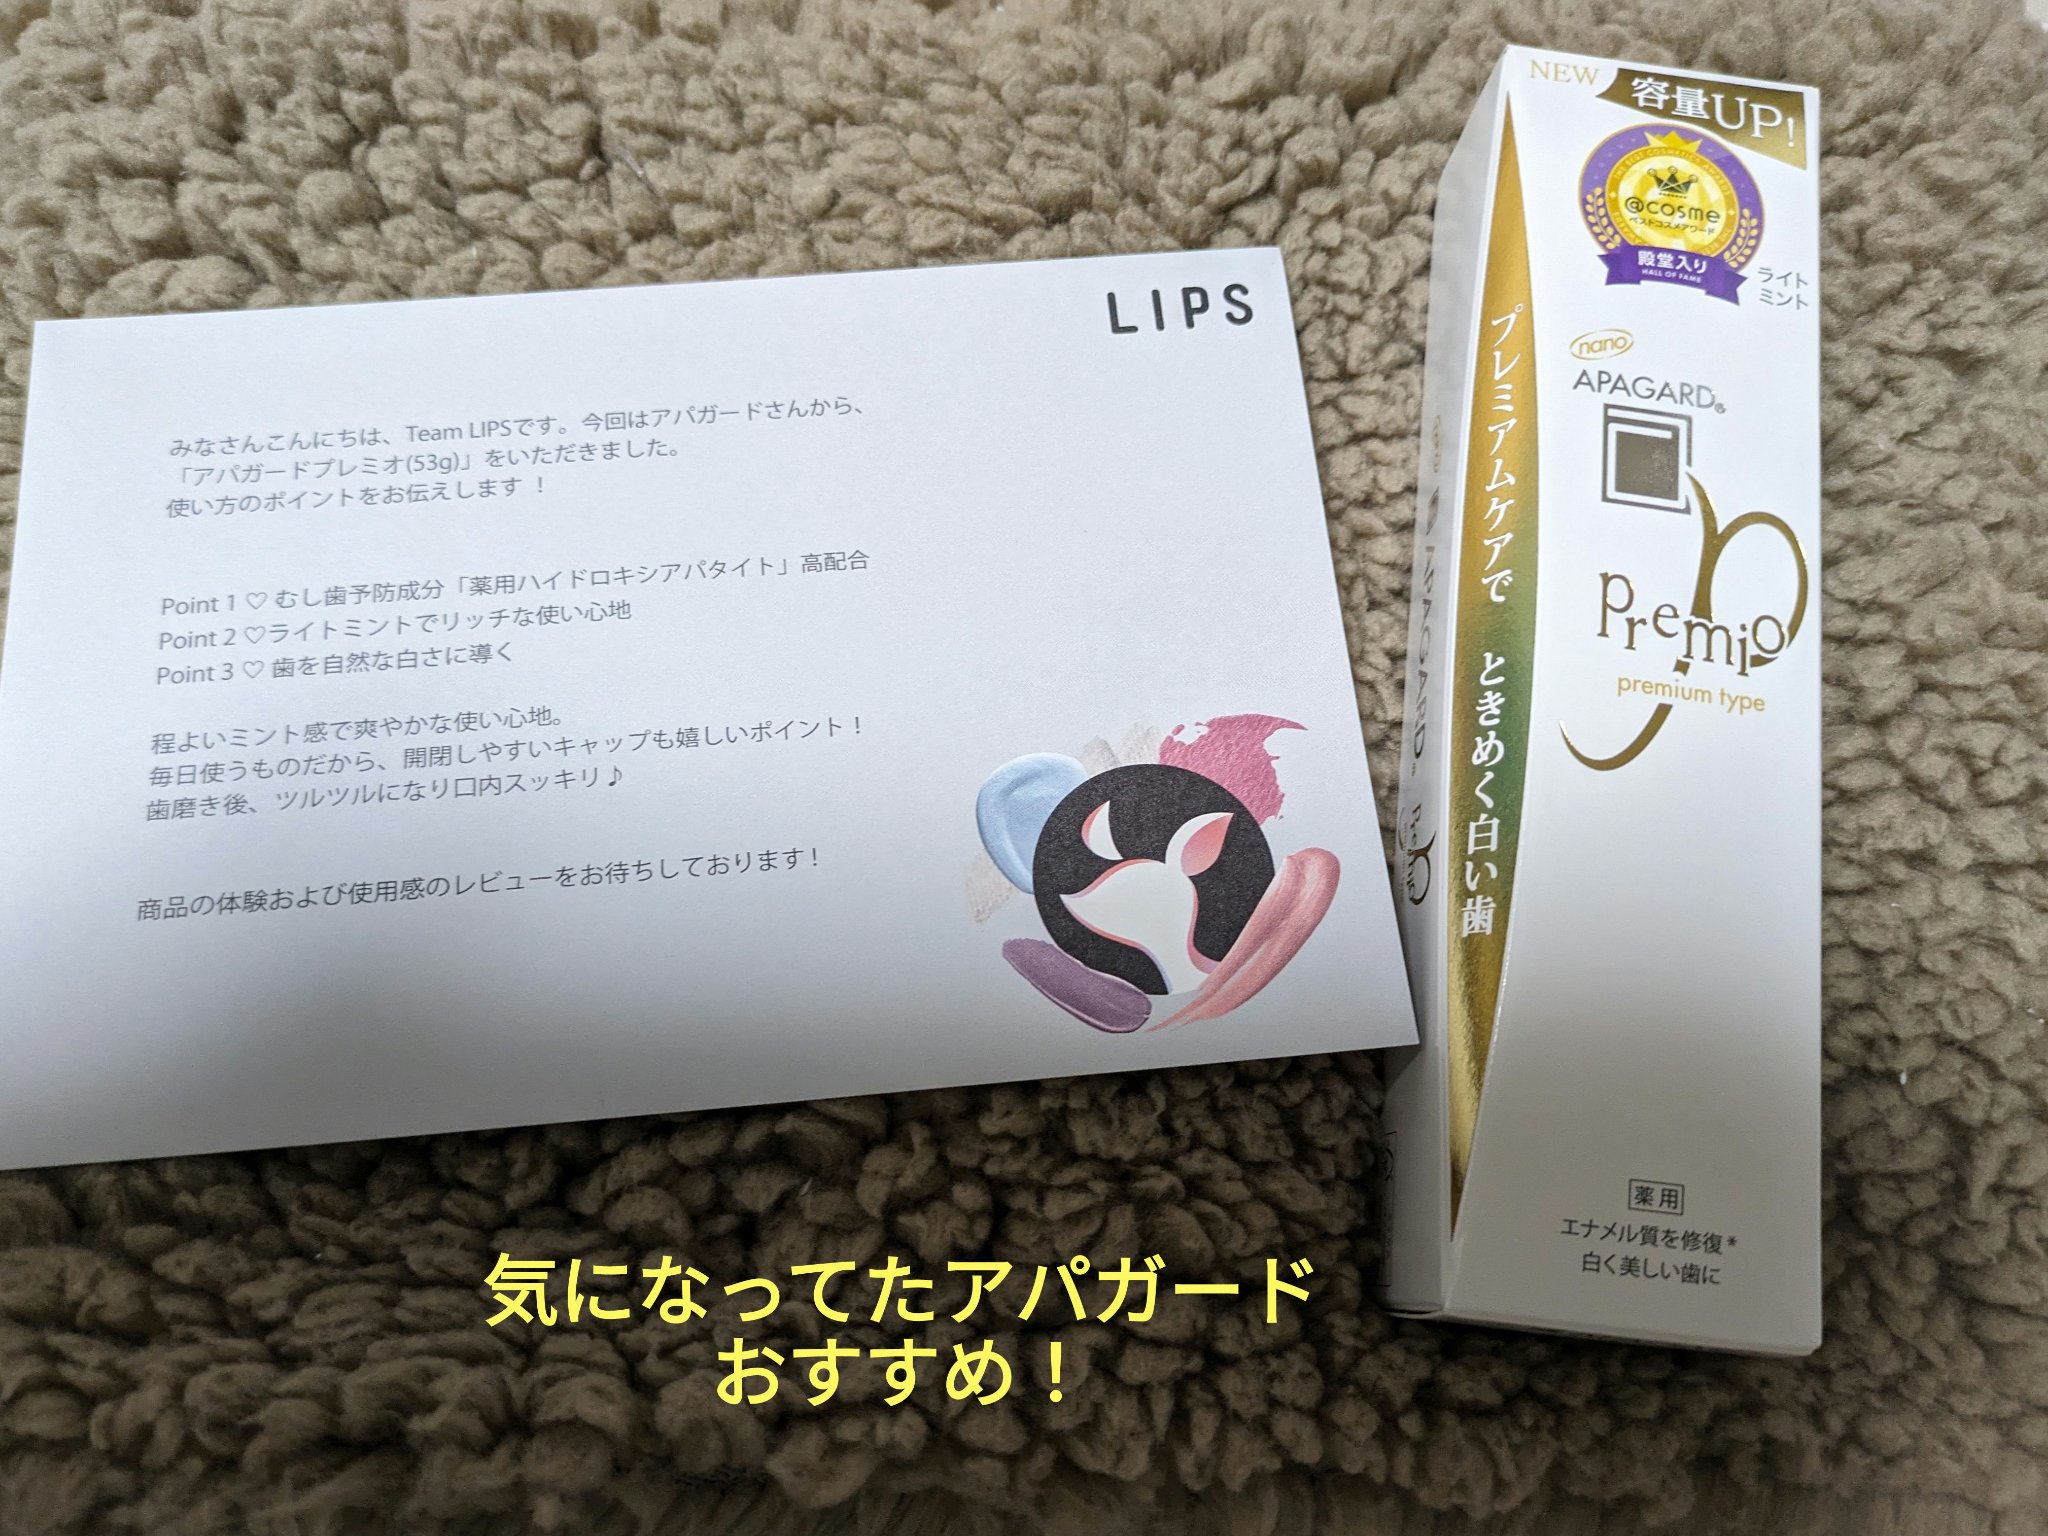 LIPS
みなさんこんにちは、Team LIPSです。今回はアパガードさんから、
「アパガードプレミオ(53g)」をいただきました。
使い方のポイントをお伝えします！
Point 1 ♡ むし歯予防成分「薬用ハイドロキシアパタイト」高配合
Point 2 ♡ライトミントでリッチな使い心地
Point 3 ♡ 歯を自然な白さに導く
程よいミント感で爽やかな使い心地。
毎日使うものだから、開閉しやすいキャップも嬉しいポイント！
歯磨き後、ツルツルになり口内スッキリ♪
商品の体験および使用感のレビューをお待ちしております！
NEW
容量UP!
@cosme
ベストコスメアワード
殿堂入り
HALL OF FAME
ライト
ミント
nano
APAGARD®
Premio
premium type
プレミアムケアで ときめく白い歯
APAGARD®
Premio
薬用
エナメル質を修復*
白く美しい歯に
気になってたアパガード
おすすめ！